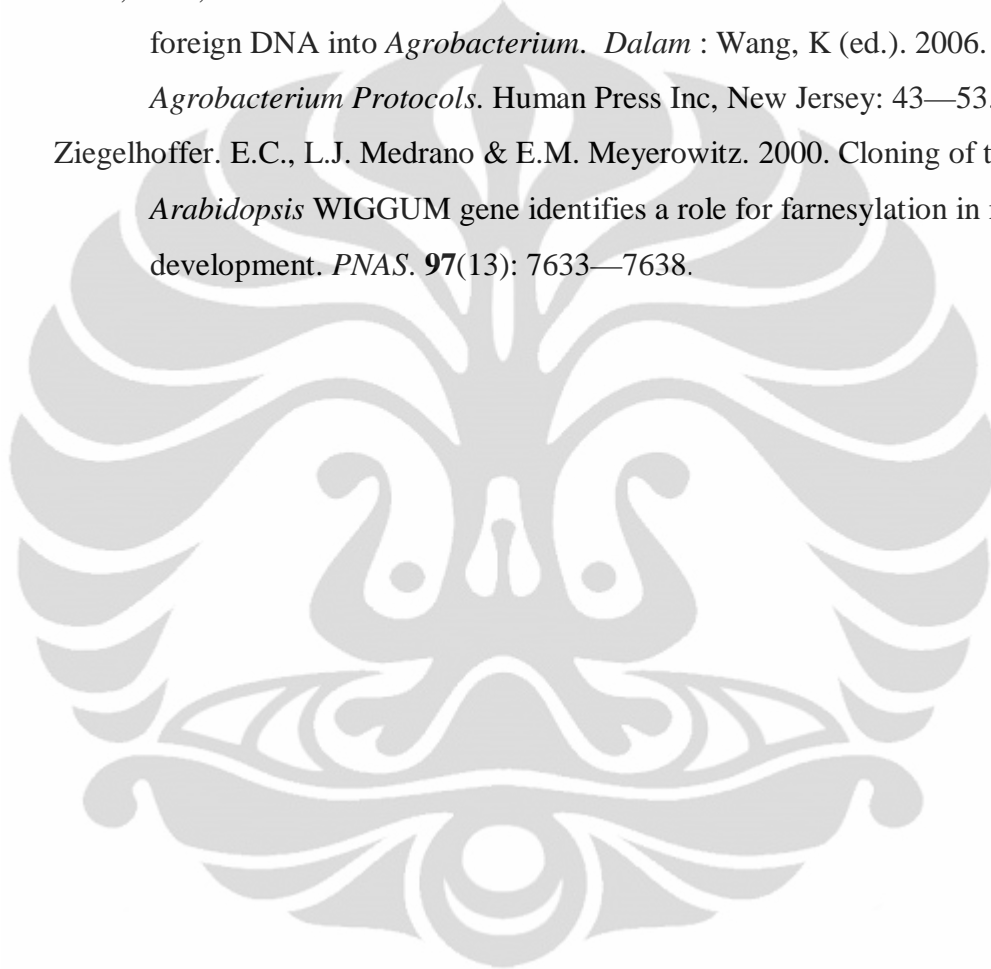 foreign DNA into Agrobacterium. Dalam : Wang, K (ed.). 2006.
Agrobacterium Protocols. Human Press Inc, New Jersey: 43—53.
Ziegelhoffer. E.C., L.J. Medrano & E.M. Meyerowitz. 2000. Cloning of
Arabidopsis WIGGUM gene identifies a role for farnesylation in
development. PNAS. 97(13): 7633—7638.